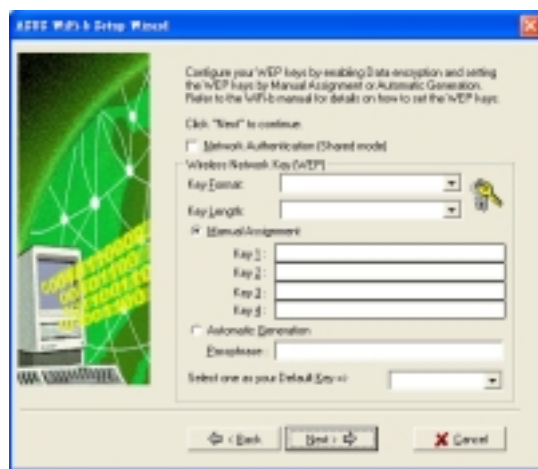 ASUS WiFi-b Setup Wizard
Configure your WEP keys by enabling Data encryption and setting
the WEP keys by Manual Assignment or Automatic Generation.
Refer to the WiFi-b manual for details on how to set the WEP keys.
Click "Next" to continue.
Network Authentication (Shared mode)
Wireless Network Key (WEP)
Key Format:
Key Length:
Manual Assignment
Key 1 :
Key 2 :
Key 3 :
Key 4 :
Automatic Generation
Passphrase :
Select one as your Default Key =>
< Back
Next >
Cancel